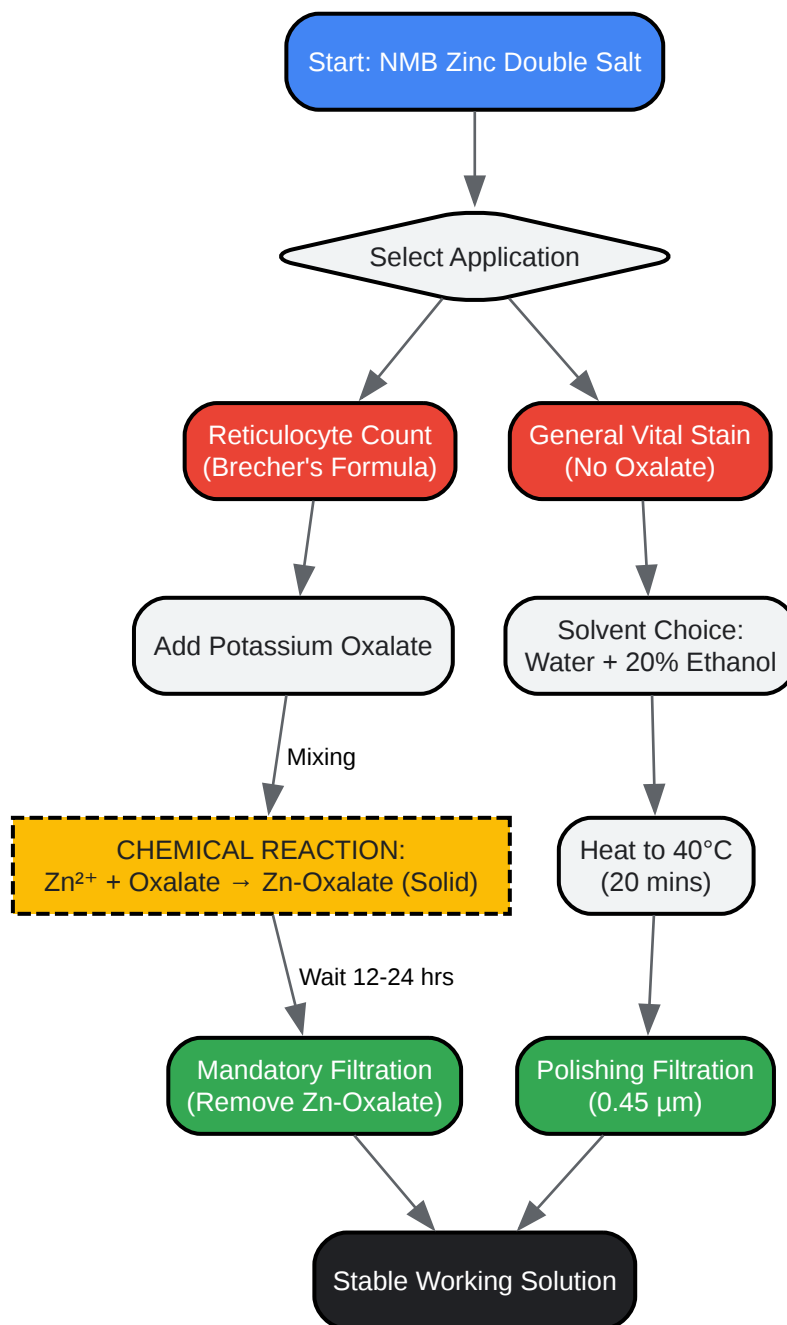 Start: NMB Zinc Double Salt
Select Application
Reticulocyte Count
(Brecher's Formula)
General Vital Stain
(No Oxalate)
Add Potassium Oxalate
Solvent Choice:
Water + 20% Ethanol
Mixing
CHEMICAL REACTION:
Zn²⁺ + Oxalate → Zn-Oxalate (Solid)
Heat to 40°C
(20 mins)
Wait 12-24 hrs
Mandatory Filtration
(Remove Zn-Oxalate)
Polishing Filtration
(0.45 µm)
Stable Working Solution